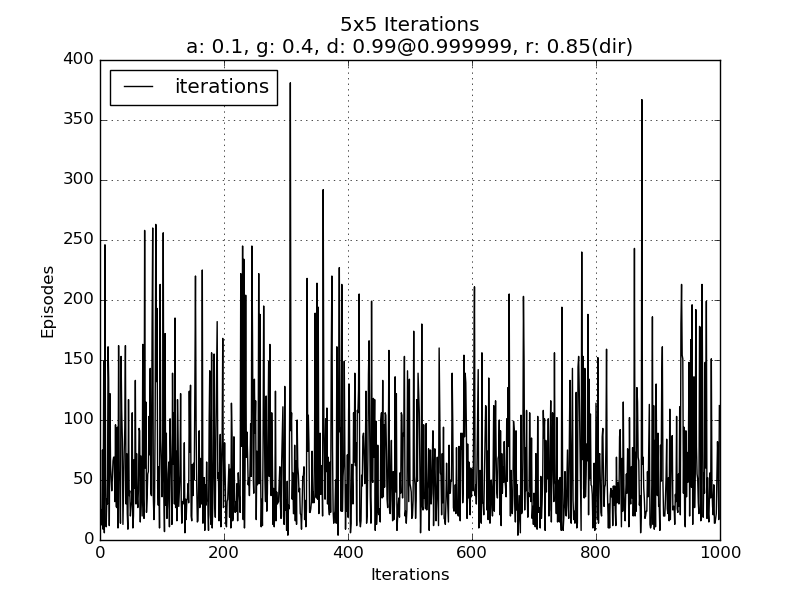 5x5 Iterations
a: 0.1, g: 0.4, d: 0.99@0.999999, r: 0.85(dir)
400
350
300
250
200
150
100
50
0
iterations
Episodes
0 200 400 600 800 1000
Iterations